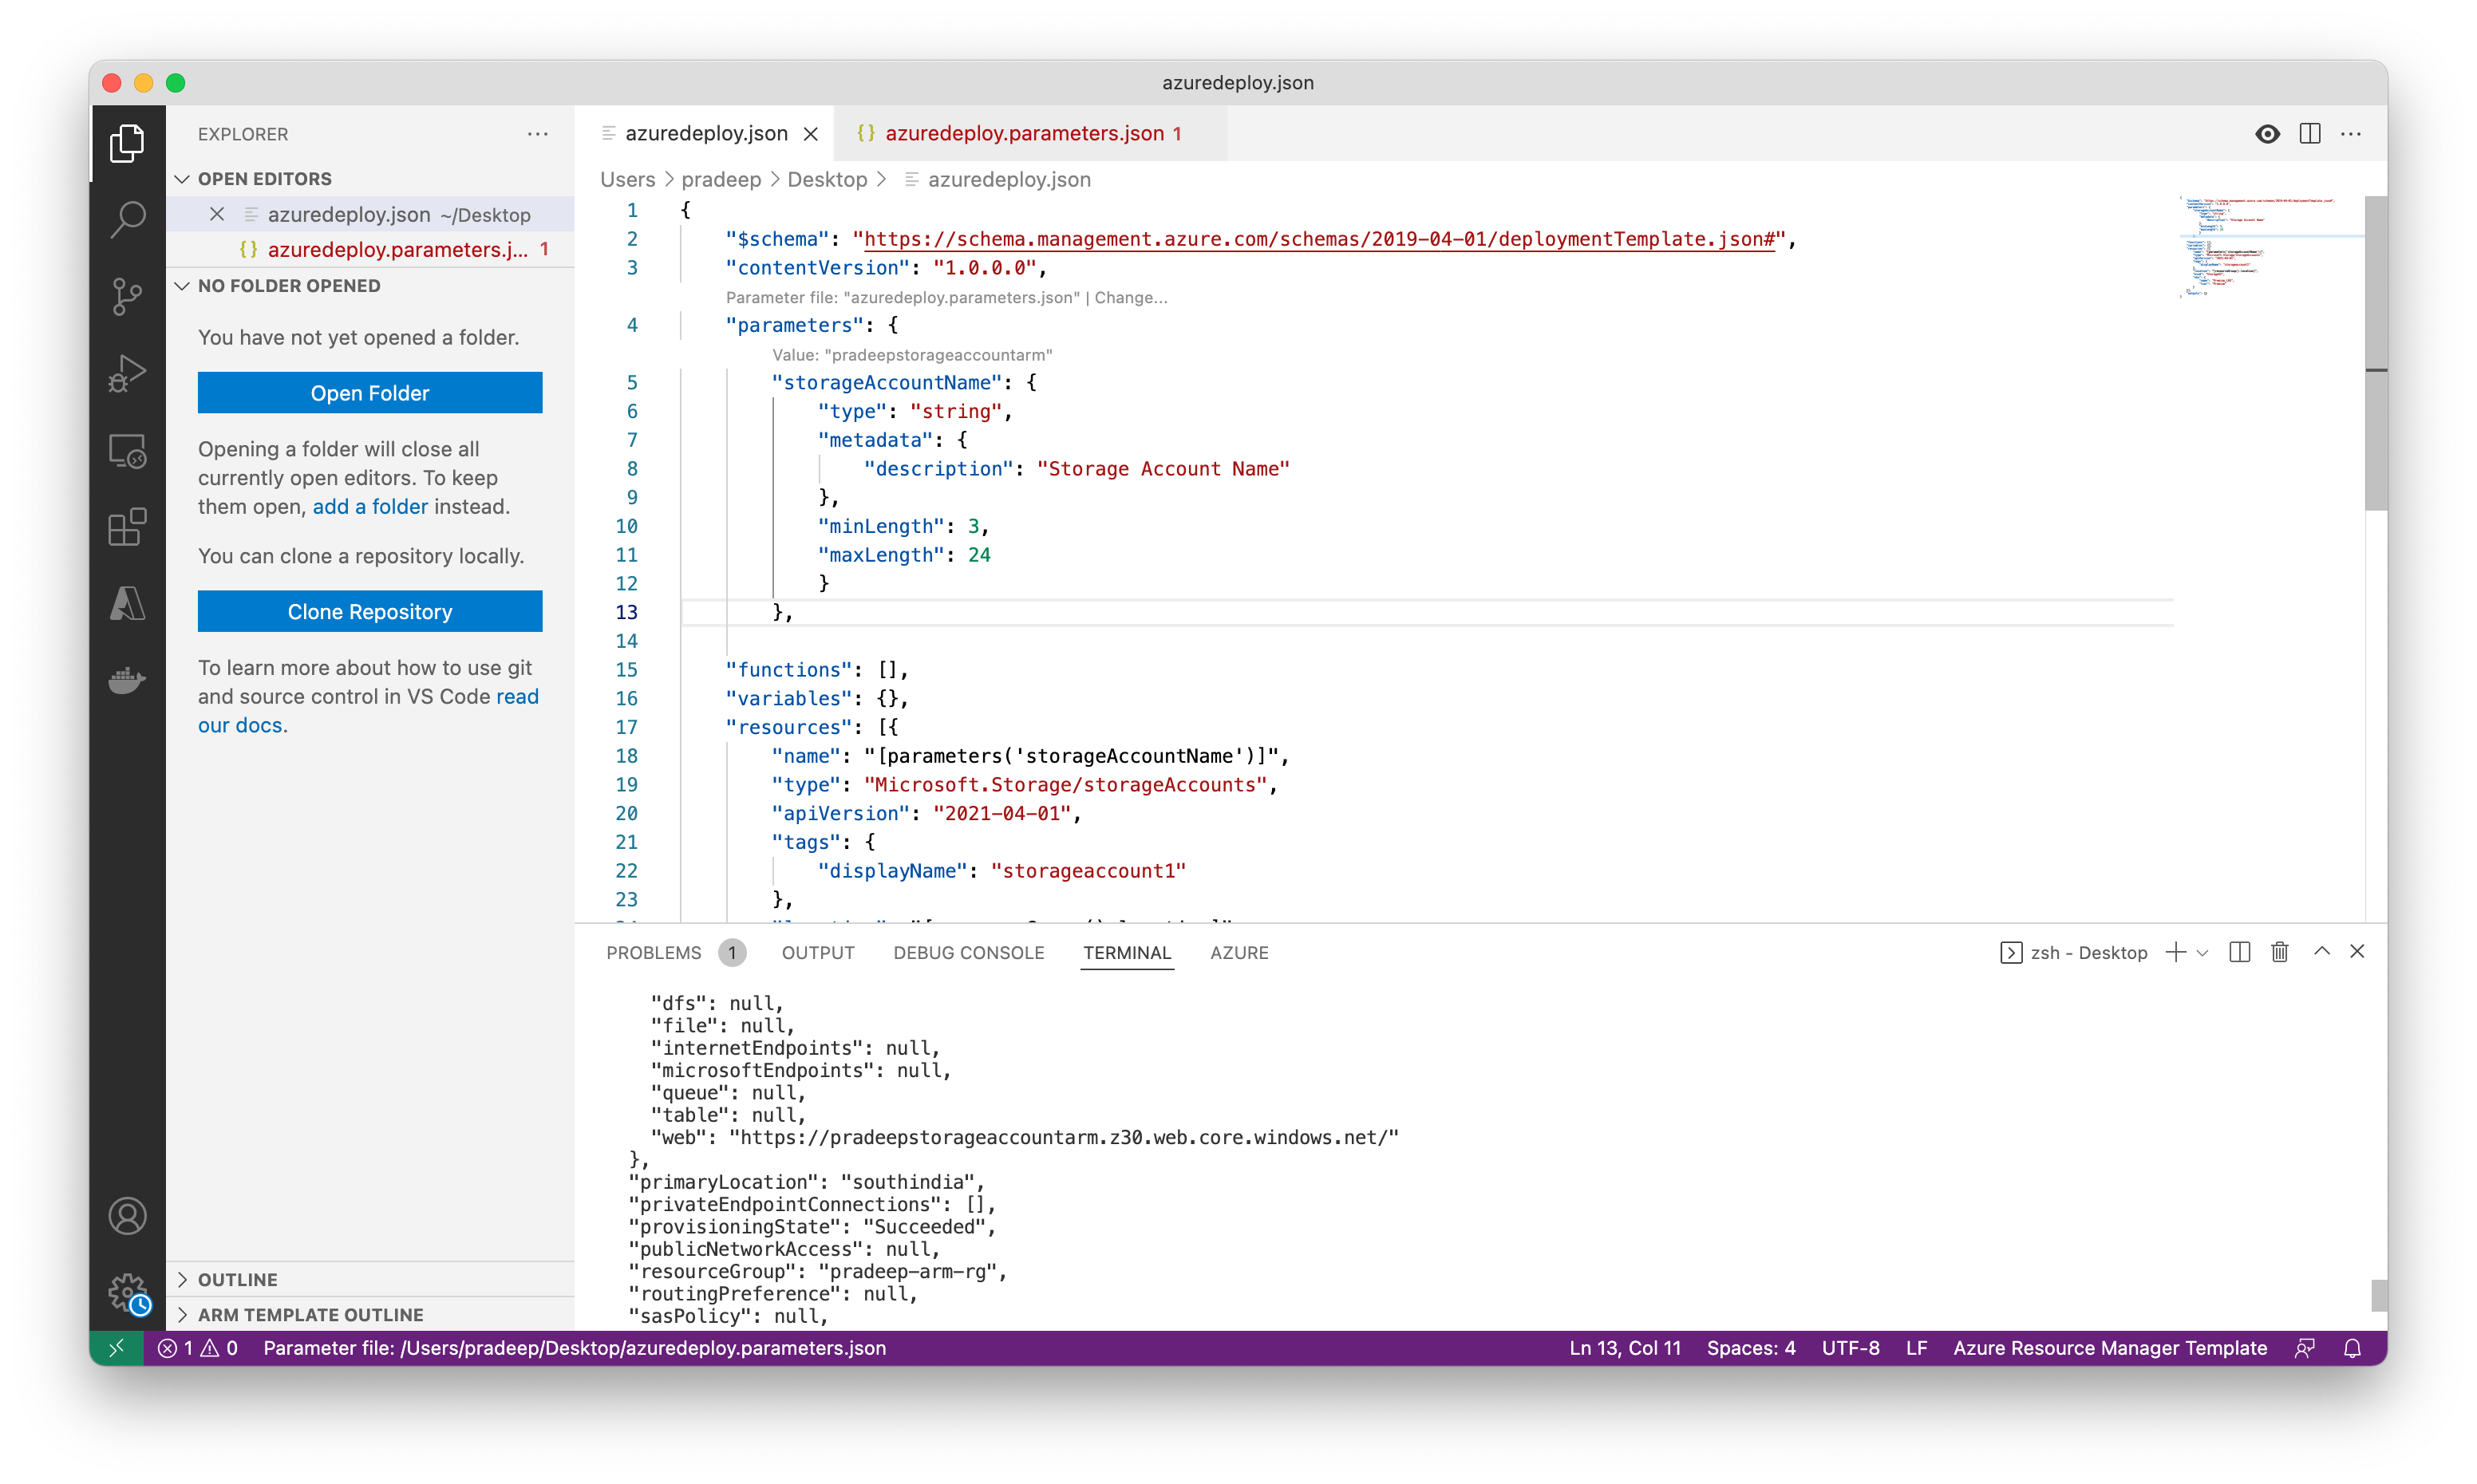 azuredeploy.json
EXPLORER
OPEN EDITORS
azuredeploy.json ~/Desktop
{} azuredeploy.parameters.j... 1
NO FOLDER OPENED
You have not yet opened a folder.
Open Folder
Opening a folder will close all
currently open editors. To keep
them open, add a folder instead.
You can clone a repository locally.
Clone Repository
To learn more about how to use git
and source control in VS Code read
our docs.
OUTLINE
ARM TEMPLATE OUTLINE
azuredeploy.json
{} azuredeploy.parameters.json 1
Users > pradeep > Desktop > azuredeploy.json
1 {
2 "$schema": "https://schema.management.azure.com/schemas/2019-04-01/deploymentTemplate.json#",
3 "contentVersion": "1.0.0.0",
Parameter file: "azuredeploy.parameters.json" | Change...
4 "parameters": {
Value: "pradeepstorageaccountarm"
5 "storageAccountName": {
6 "type": "string",
7 "metadata": {
8 "description": "Storage Account Name"
9 },
10 "minLength": 3,
11 "maxLength": 24
12 }
13 },
14
15 "functions": [],
16 "variables": {},
17 "resources": [{
18 "name": "[parameters('storageAccountName')]",
19 "type": "Microsoft.Storage/storageAccounts",
20 "apiVersion": "2021-04-01",
21 "tags": {
22 "displayName": "storageaccount1"
23 },
PROBLEMS 1 OUTPUT DEBUG CONSOLE TERMINAL AZURE
zsh - Desktop
"dfs": null,
"file": null,
"internetEndpoints": null,
"microsoftEndpoints": null,
"queue": null,
"table": null,
"web": "https://pradeepstorageaccountarm.z30.web.core.windows.net/"
},
"primaryLocation": "southindia",
"privateEndpointConnections": [],
"provisioningState": "Succeeded",
"publicNetworkAccess": null,
"resourceGroup": "pradeep-arm-rg",
"routingPreference": null,
"sasPolicy": null,
1 0 Parameter file: /Users/pradeep/Desktop/azuredeploy.parameters.json
Ln 13, Col 11 Spaces: 4 UTF-8 LF Azure Resource Manager Template